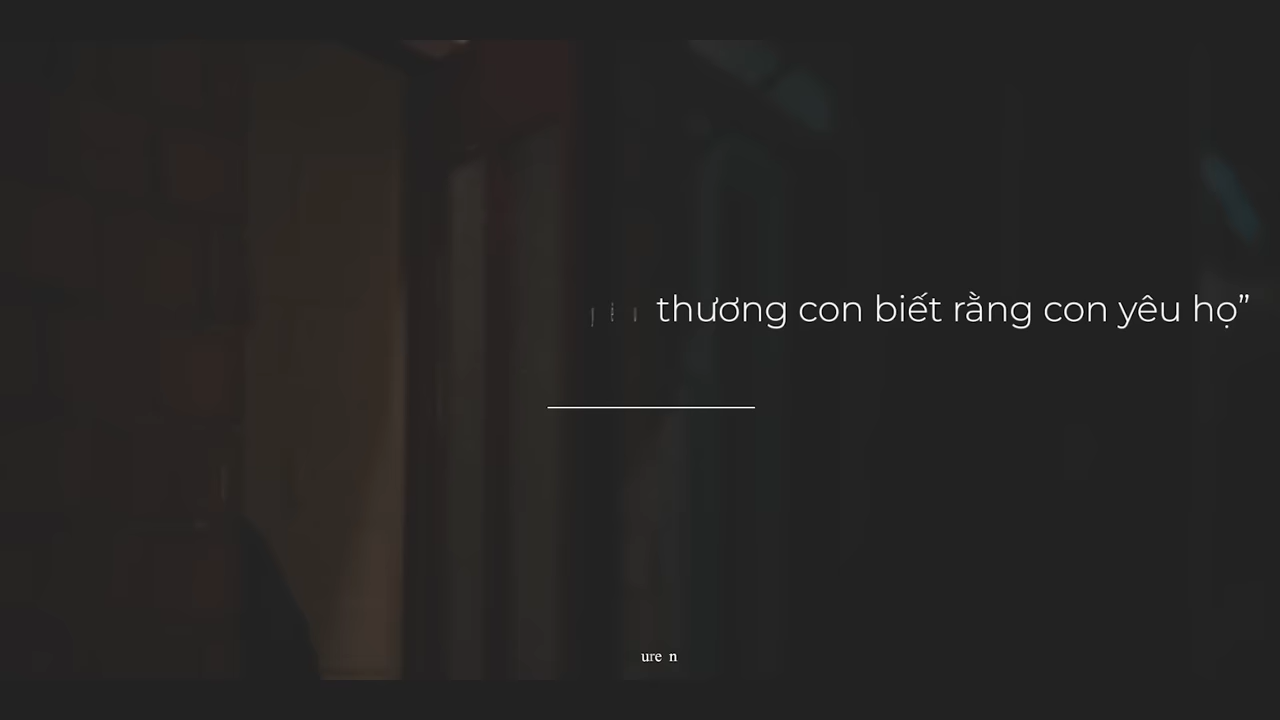 thương con biết rằng con yêu họ”
ure n